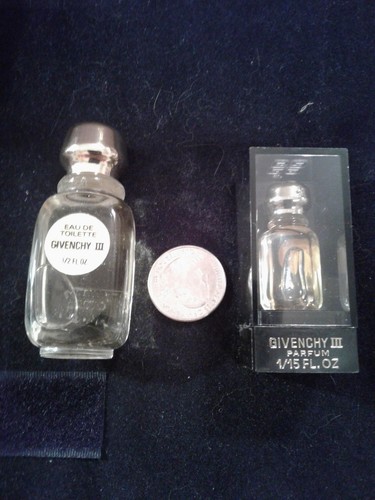 EAU DE
TOILETTE
GIVENCHY III
1/2 FL OZ
GIVENCHY III
PARFUM
1/15 FL. OZ